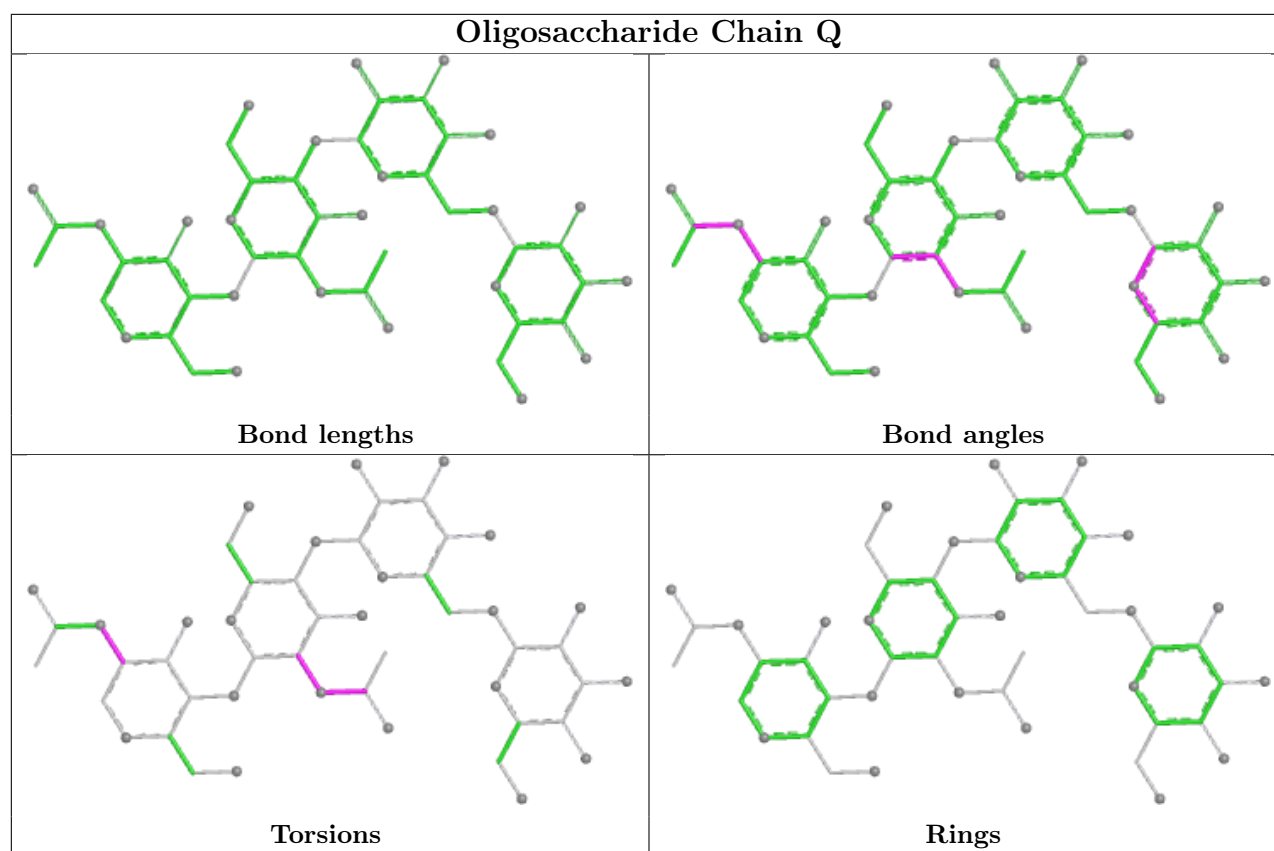 Oligosaccharide Chain Q
Bond lengths
Bond angles
Torsions
Rings